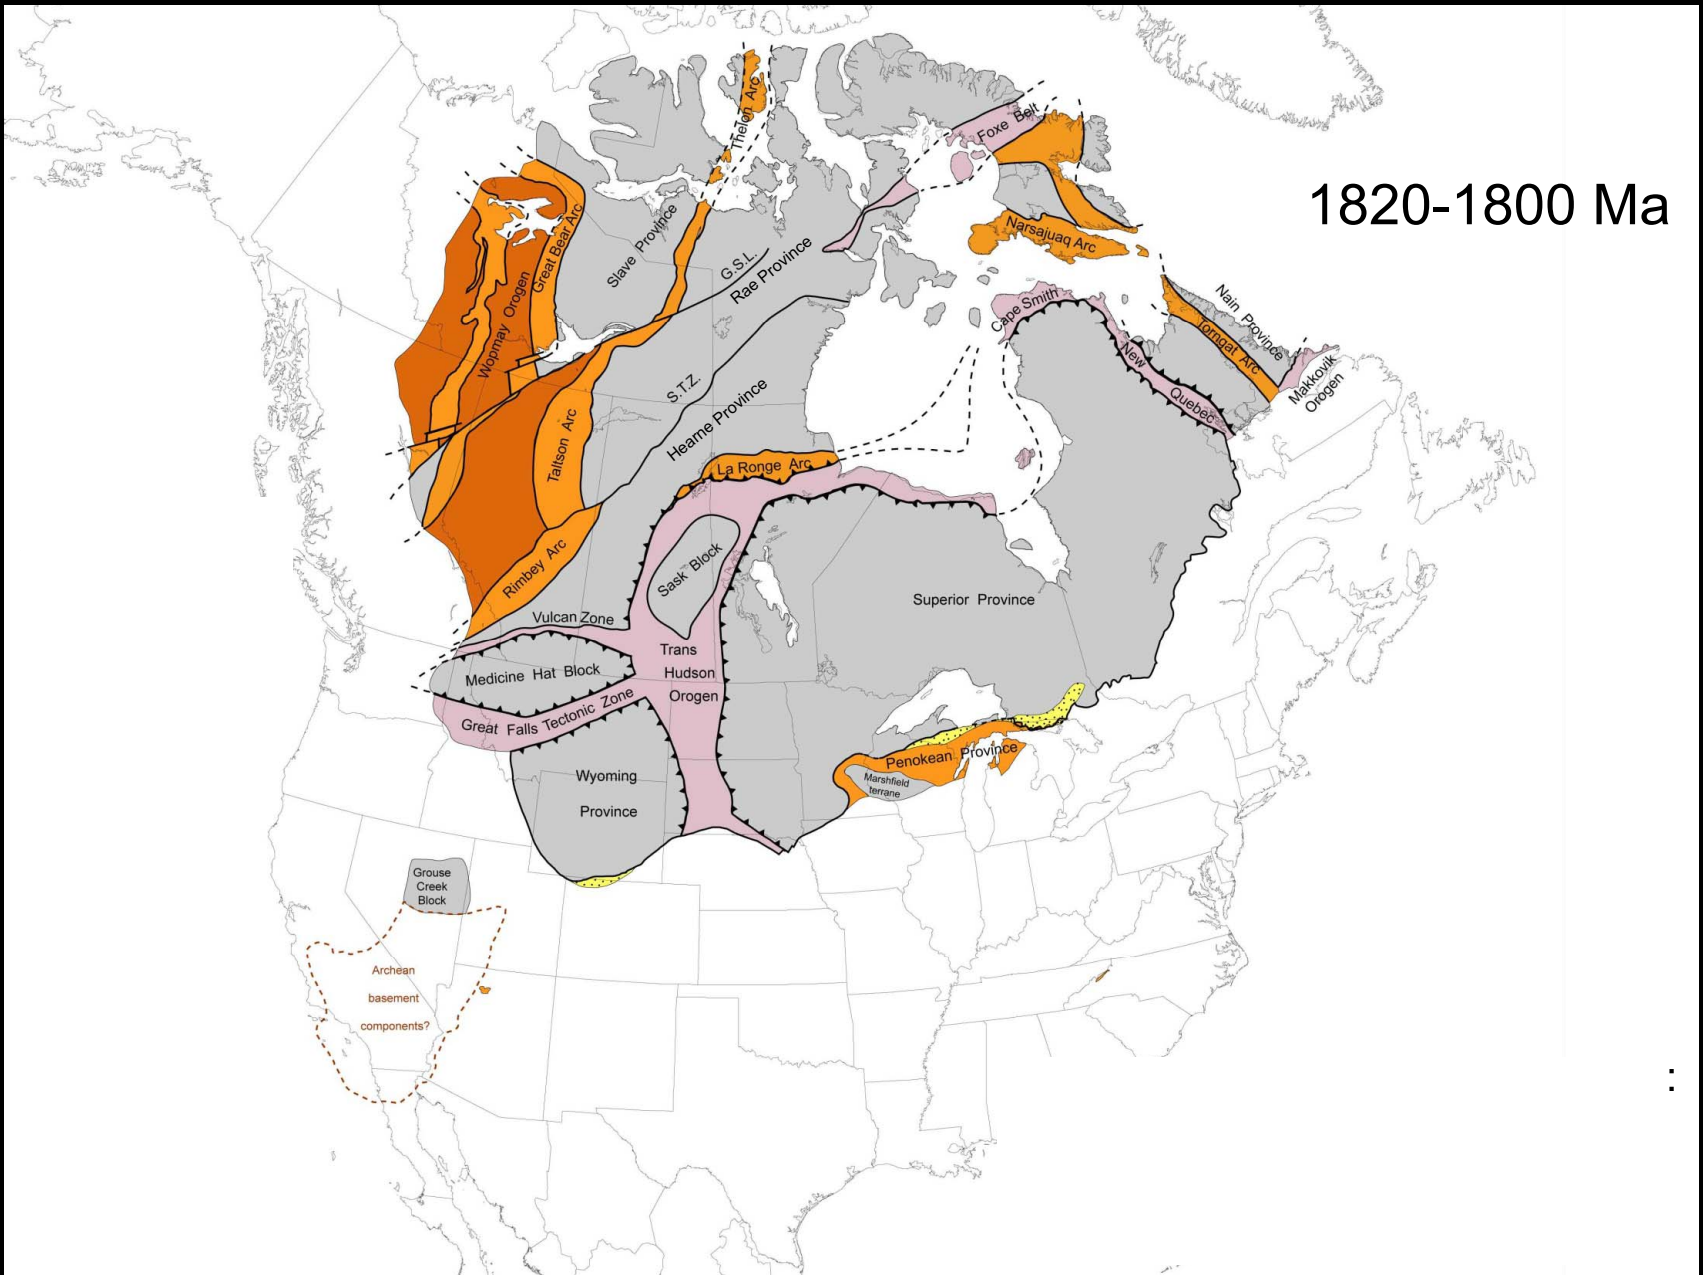 1820-1800 Ma
Thelon Arc
Foxe Belt
Narsajuaq Arc
Great Bear Arc
Slave Province
G.S.L.
Rae Province
Wopmay Orogen
Cape Smith
Nain Province
Torngat Arc
New
Quebec
Makkovik
Orogen
S.T.Z.
Hearne Province
Taltson Arc
La Ronge Arc
Rimbey Arc
Sask Block
Superior Province
Vulcan Zone
Trans
Hudson
Orogen
Medicine Hat Block
Great Falls Tectonic Zone
Penokean Province
Marshfield
terrane
Wyoming
Province
Grouse
Creek
Block
Archean
basement
components?
: